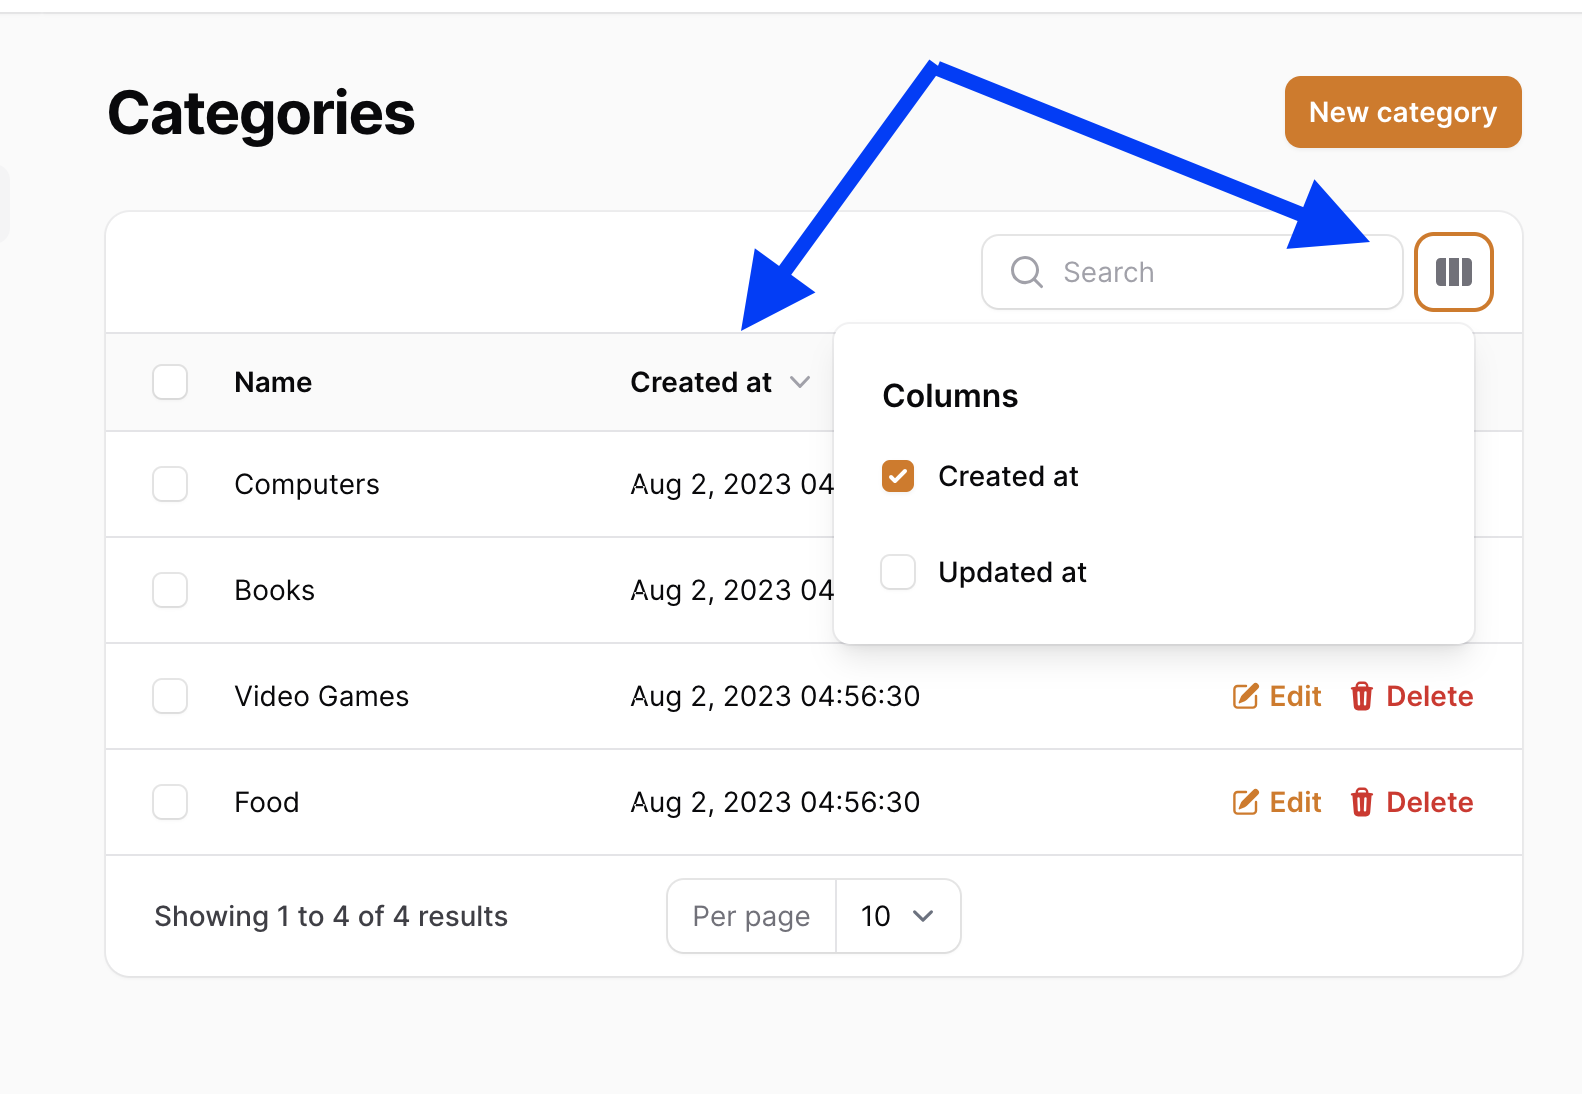 Categories
New category
Search
Name
Created at
Columns
Created at
Updated at
Computers
Aug 2, 2023 04
Books
Aug 2, 2023 04
Video Games
Aug 2, 2023 04:56:30
Edit
Delete
Food
Aug 2, 2023 04:56:30
Edit
Delete
Showing 1 to 4 of 4 results
Per page
10